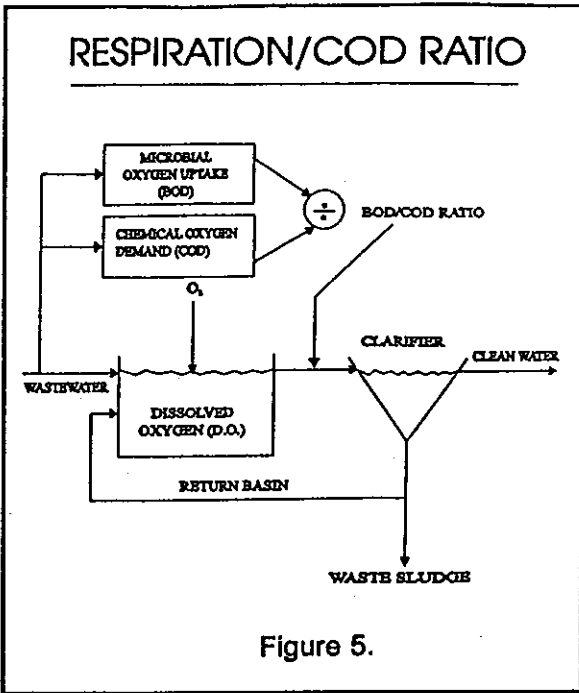 RESPIRATION/COD RATIO
MICROBIAL
OXYGEN UPTAKE
(BOD)
÷
BOD/COD RATIO
CHEMICAL OXYGEN
DEMAND (COD)
O₂
CLARIFIER
CLEAN WATER
WASTEWATER
DISSOLVED
OXYGEN (D.O.)
RETURN BASIN
WASTE SLUDGE
Figure 5.